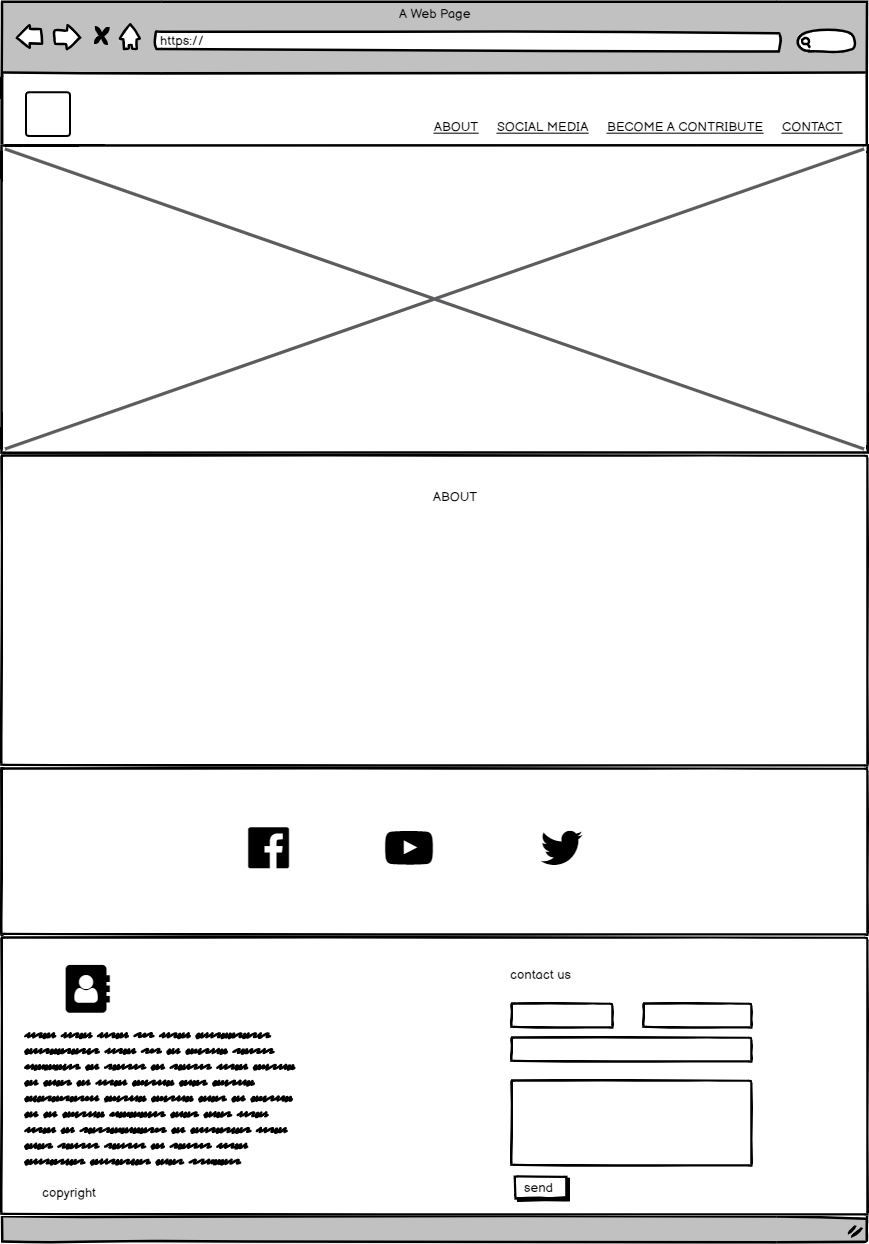 A Web Page
https://
ABOUT SOCIAL MEDIA BECOME A CONTRIBUTE CONTACT
ABOUT
contact us
send
copyright